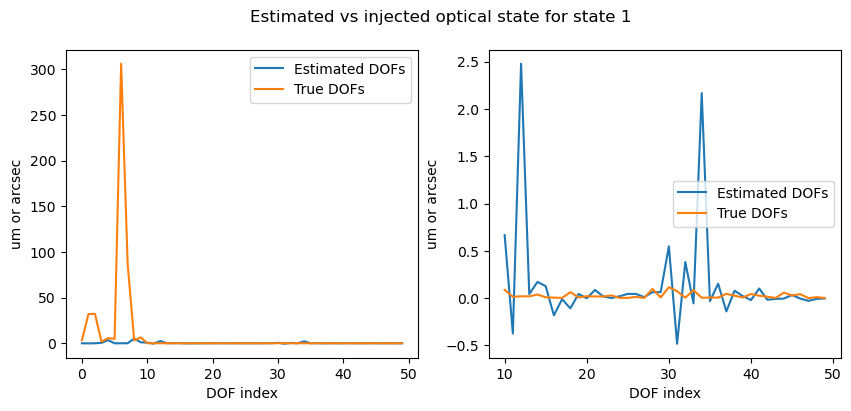 Estimated vs injected optical state for state 1
um or arcsec
300
250
200
150
100
50
0
0
10
20
30
40
50
DOF index
Estimated DOFs
True DOFs
um or arcsec
2.5
2.0
1.5
1.0
0.5
0.0
−0.5
10
20
30
40
50
DOF index
Estimated DOFs
True DOFs